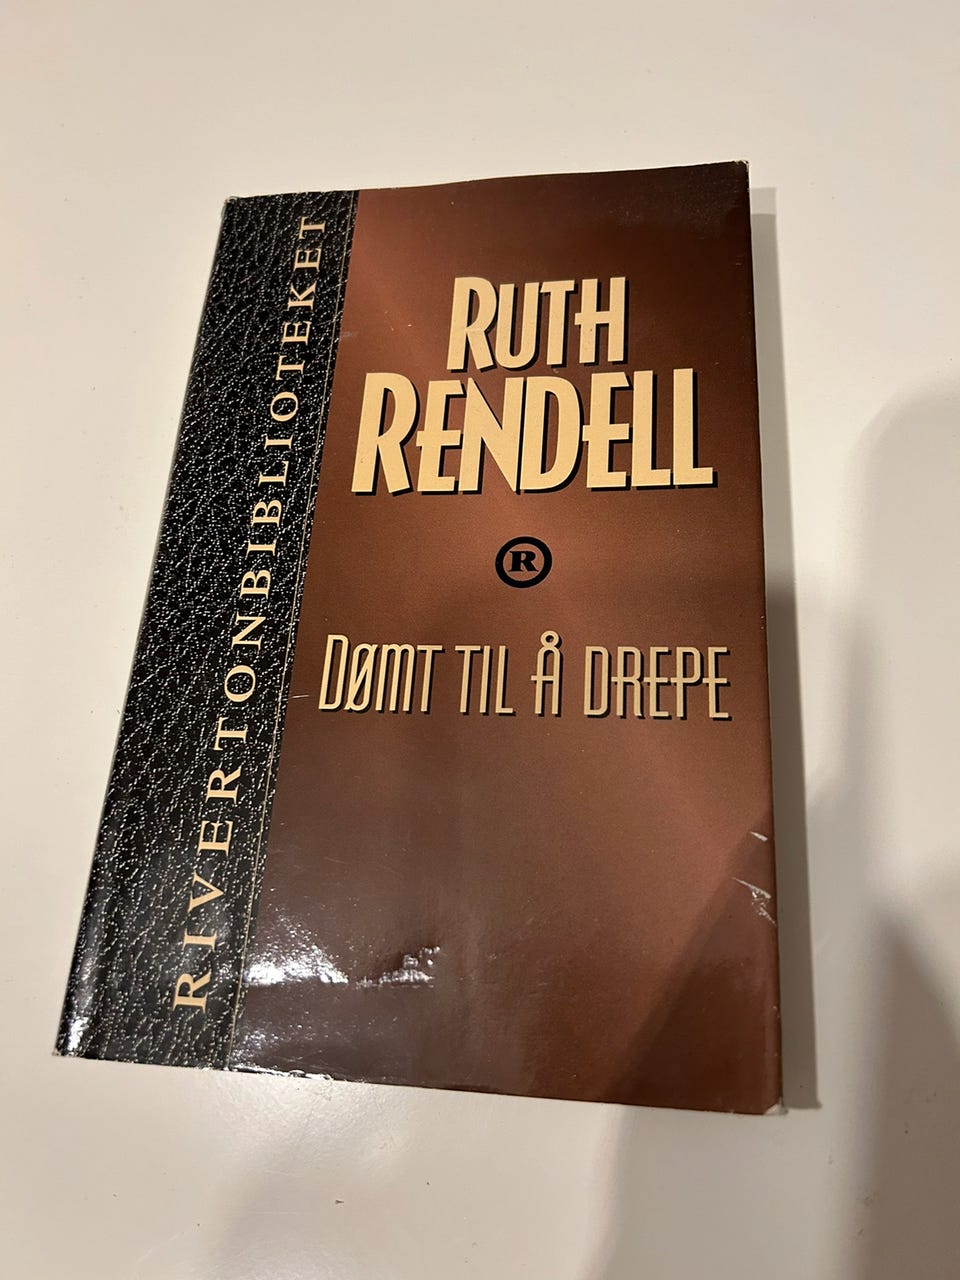 RIVERTONBIBLIOTEKET
RUTH
RENDELL
R
DØMT TIL Å DREPE